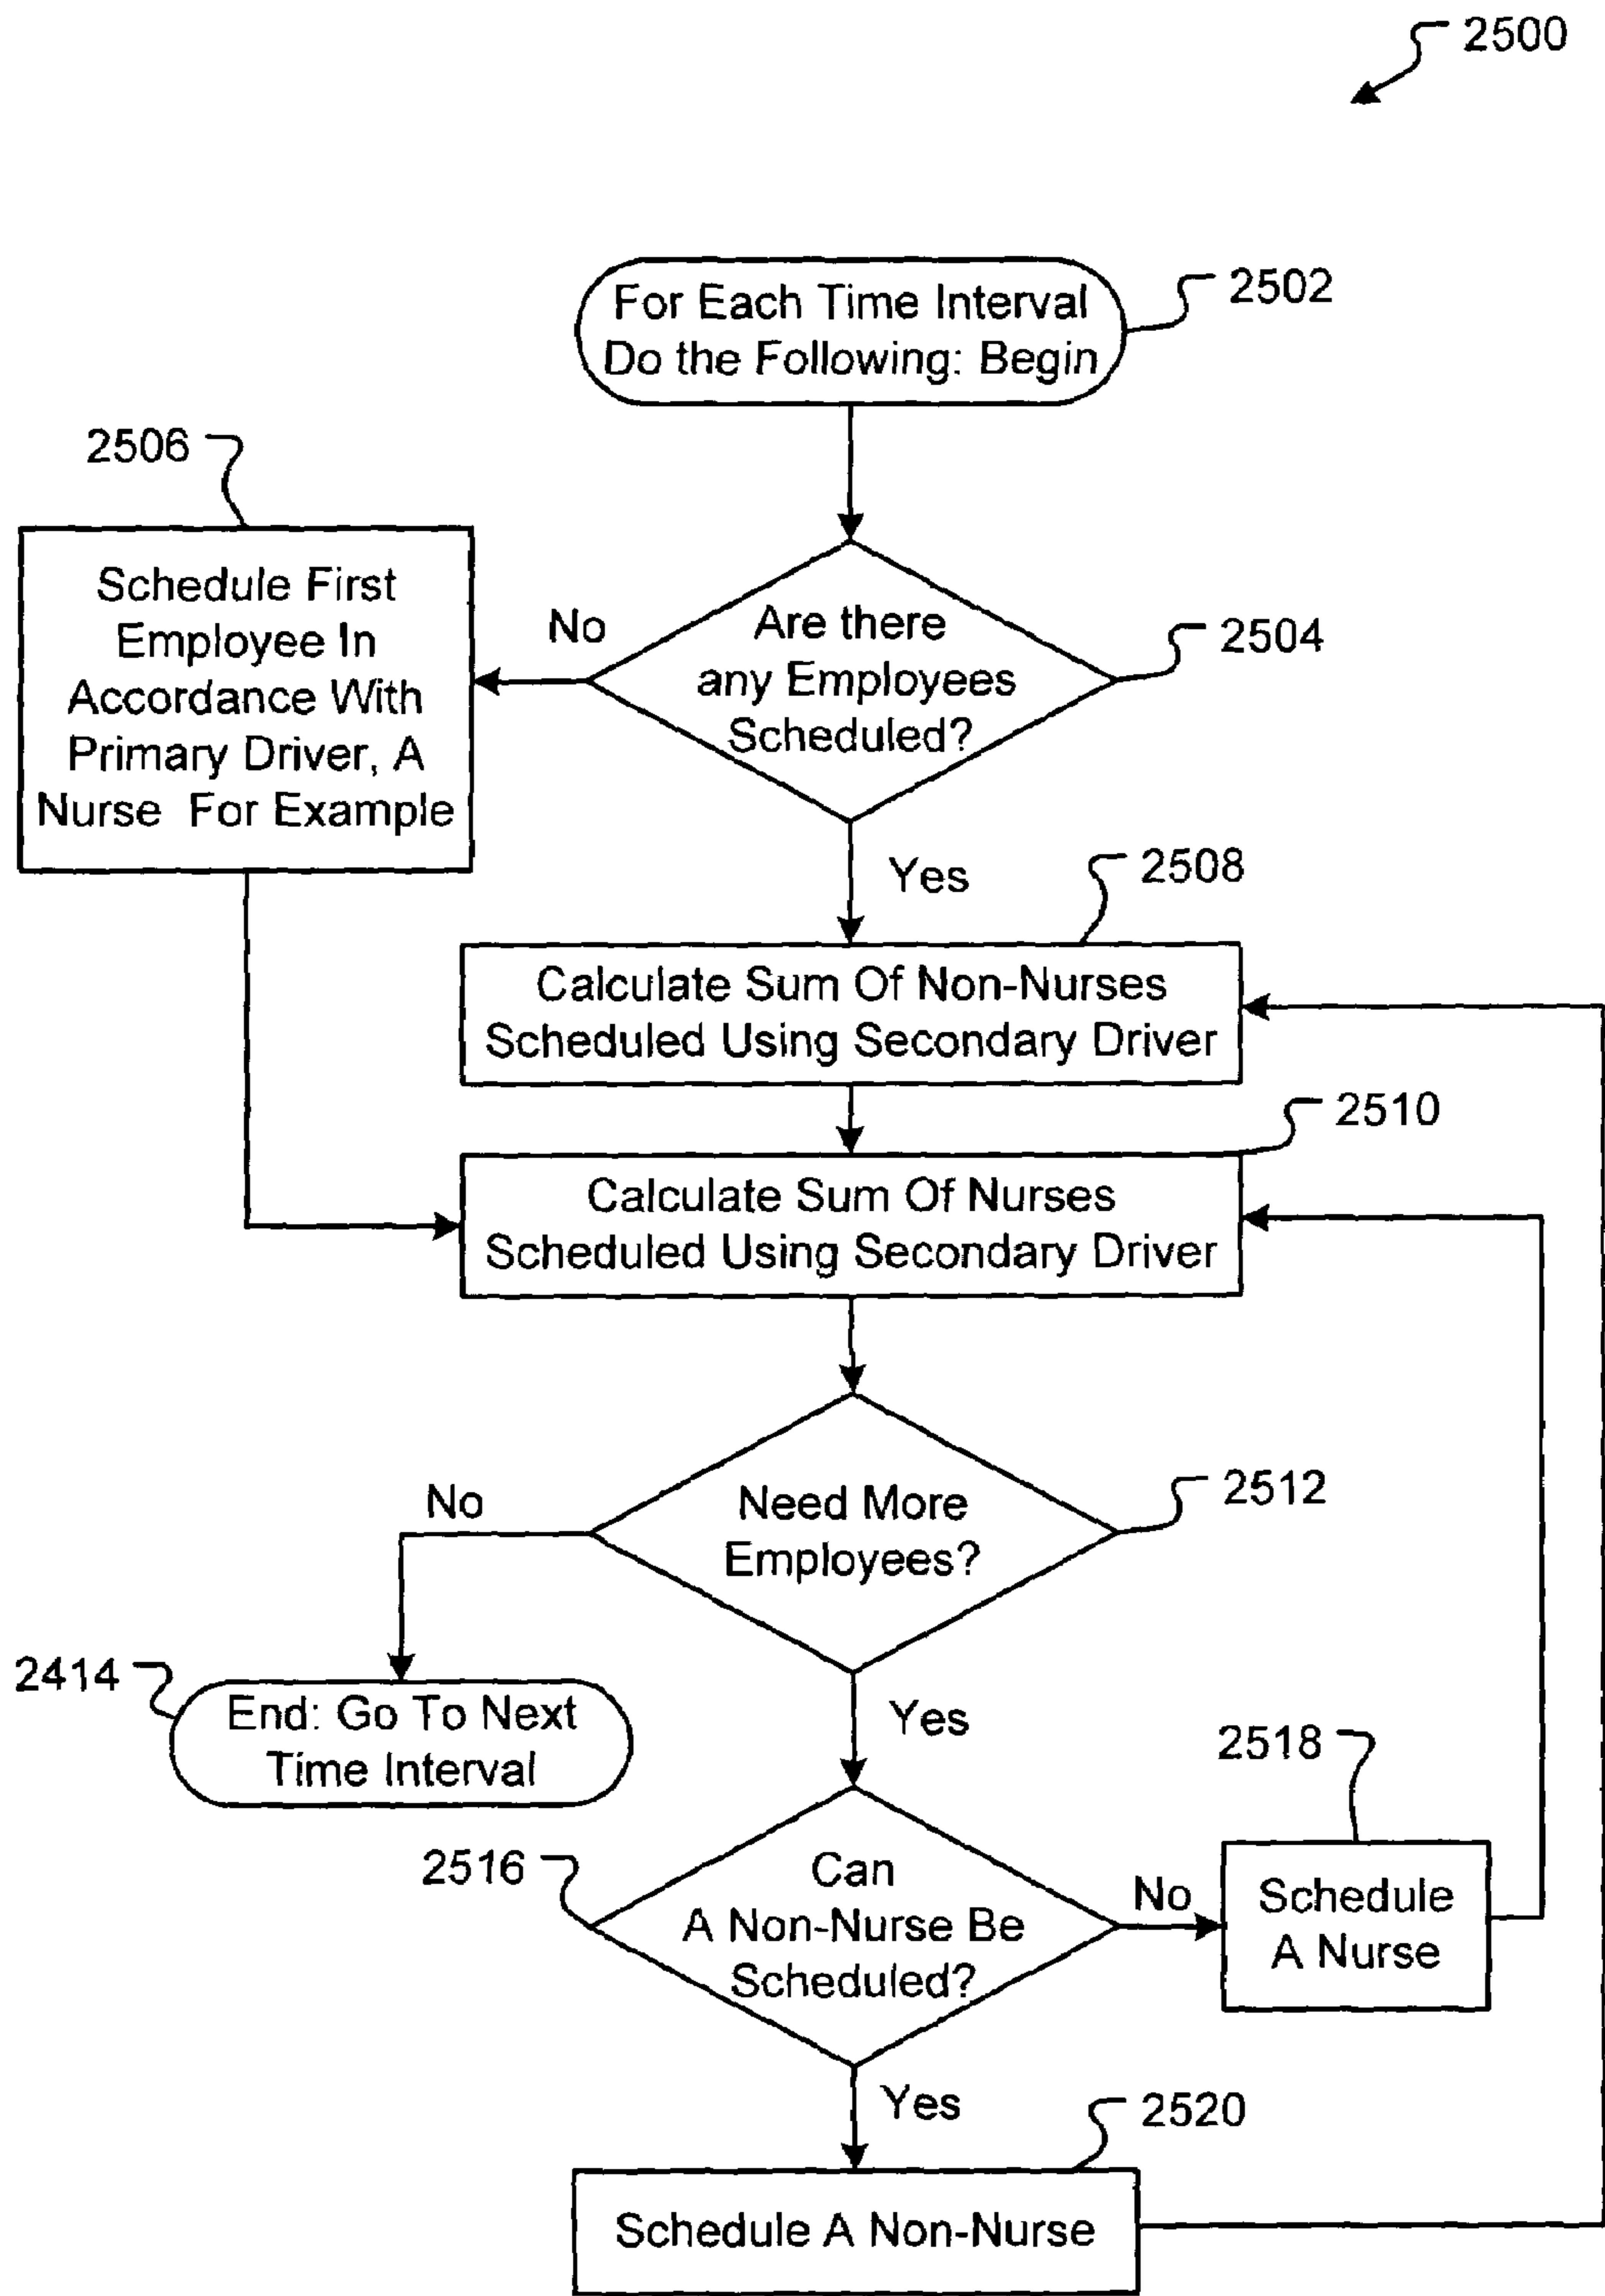 2500
For Each Time Interval
Do the Following: Begin
2502
2506
Schedule First
Employee In
Accordance With
Primary Driver, A
Nurse For Example
No
Are there
any Employees
Scheduled?
2504
Yes
2508
Calculate Sum Of Non-Nurses
Scheduled Using Secondary Driver
2510
Calculate Sum Of Nurses
Scheduled Using Secondary Driver
No
Need More
Employees?
2512
2414
End: Go To Next
Time Interval
Yes
2518
2516
Can
A Non-Nurse Be
Scheduled?
No
Schedule
A Nurse
Yes
2520
Schedule A Non-Nurse